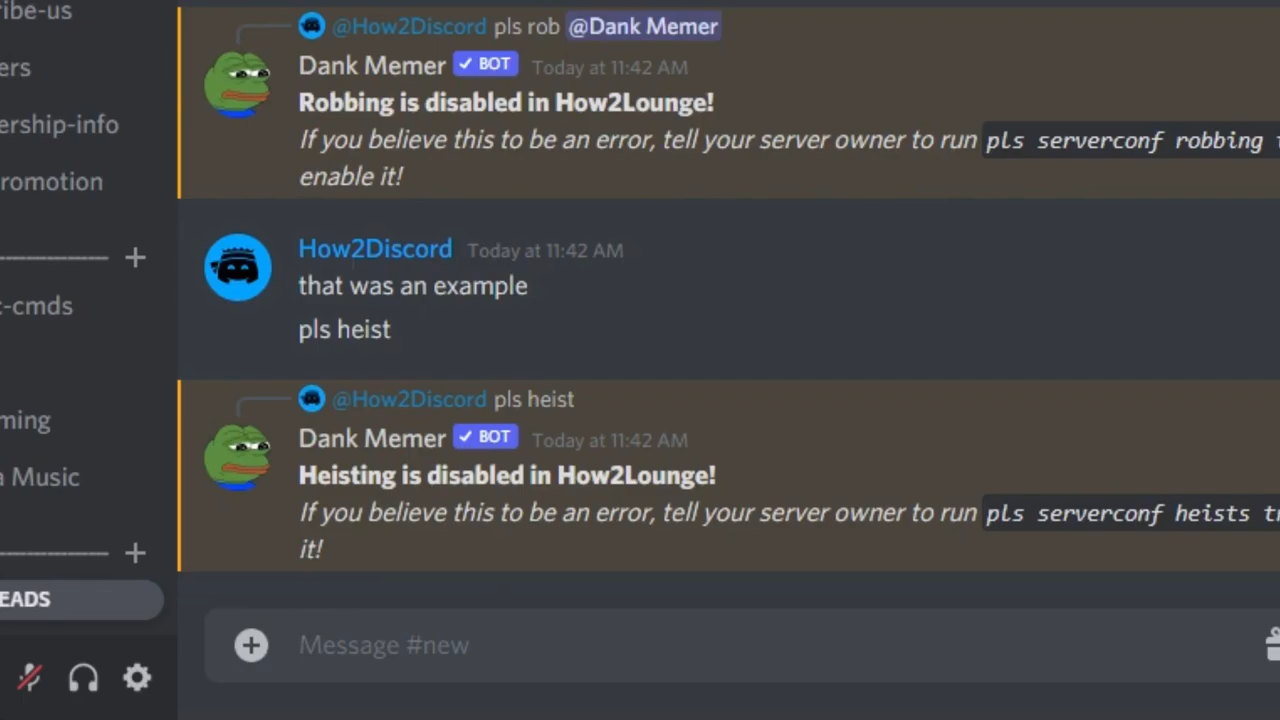 ribe-us
ers
ership-info
romotion
c-cmds
ming
a Music
EADS
@How2Discord pls rob @Dank Memer
Dank Memer ✓ BOT Today at 11:42 AM
Robbing is disabled in How2Lounge!
If you believe this to be an error, tell your server owner to run pls serverconf robbing
enable it!
How2Discord Today at 11:42 AM
that was an example
pls heist
@How2Discord pls heist
Dank Memer ✓ BOT Today at 11:42 AM
Heisting is disabled in How2Lounge!
If you believe this to be an error, tell your server owner to run pls serverconf heists t
it!
Message #new